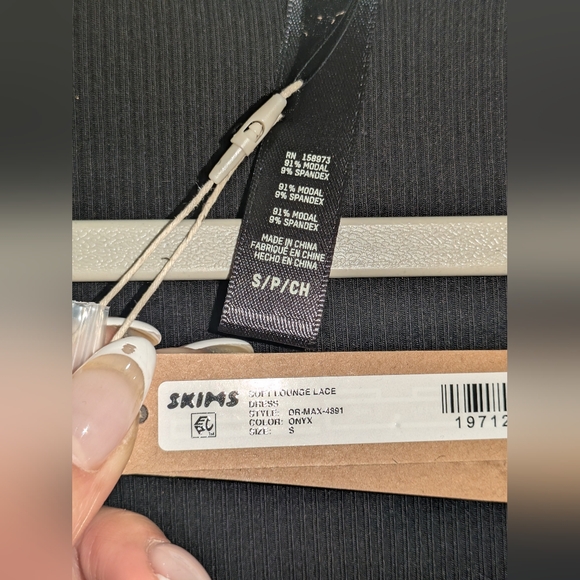 RN 158973
91% MODAL
9% SPANDEX
91% MODAL
9% SPANDEX
91% MODAL
9% SPANDEX
MADE IN CHINA
FABRIQUÉ EN CHINE
HECHO EN CHINA
S/P/CH
SKIMS
SOFT LOUNGE LACE
DRESS
STYLE: DR-MAX-4891
COLOR: ONYX
SIZE: S
19712